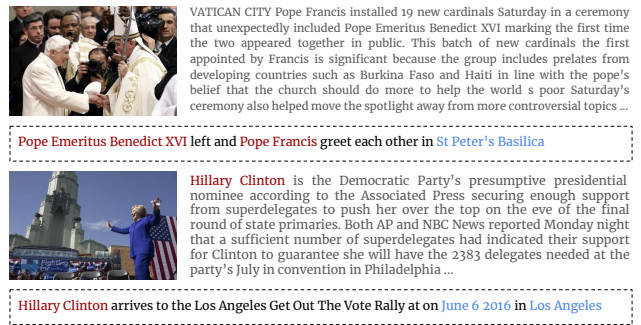 VATICAN CITY Pope Francis installed 19 new cardinals Saturday in a ceremony
that unexpectedly included Pope Emeritus Benedict XVI marking the first time
the two appeared together in public. This batch of new cardinals the first
appointed by Francis is significant because the group includes prelates from
developing countries such as Burkina Faso and Haiti in line with the pope's
belief that the church should do more to help the world s poor Saturday's
ceremony also helped move the spotlight away from more controversial topics ...
Pope Emeritus Benedict XVI left and Pope Francis greet each other in St Peter's Basilica
Hillary Clinton is the Democratic Party's presumptive presidential
nominee according to the Associated Press securing enough support
from superdelegates to push her over the top on the eve of the final
round of state primaries. Both AP and NBC News reported Monday night
that a sufficient number of superdelegates had indicated their support
for Clinton to guarantee she will have the 2383 delegates needed at the
party's July in convention in Philadelphia ...
Hillary Clinton arrives to the Los Angeles Get Out The Vote Rally at on June 6 2016 in Los Angeles